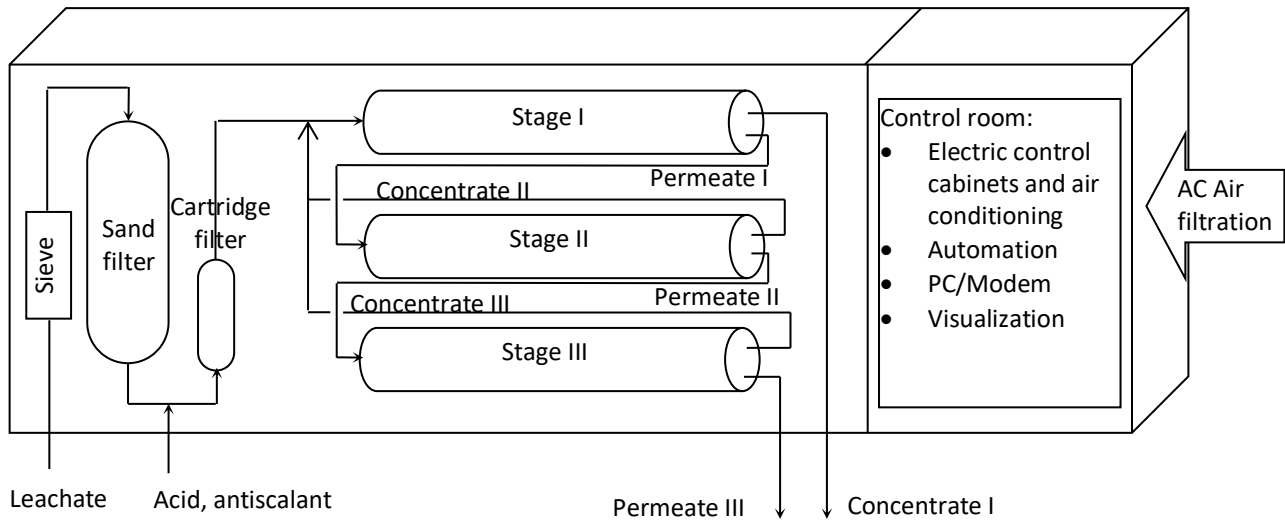 Stage I
Permeate I
Concentrate II
Cartridge
filter
Sand
filter
Sieve
Stage II
Permeate II
Concentrate III
Stage III
Control room:
● Electric control
cabinets and air
conditioning
● Automation
● PC/Modem
● Visualization
AC Air
filtration
Leachate
Acid, antiscalant
Permeate III
Concentrate I